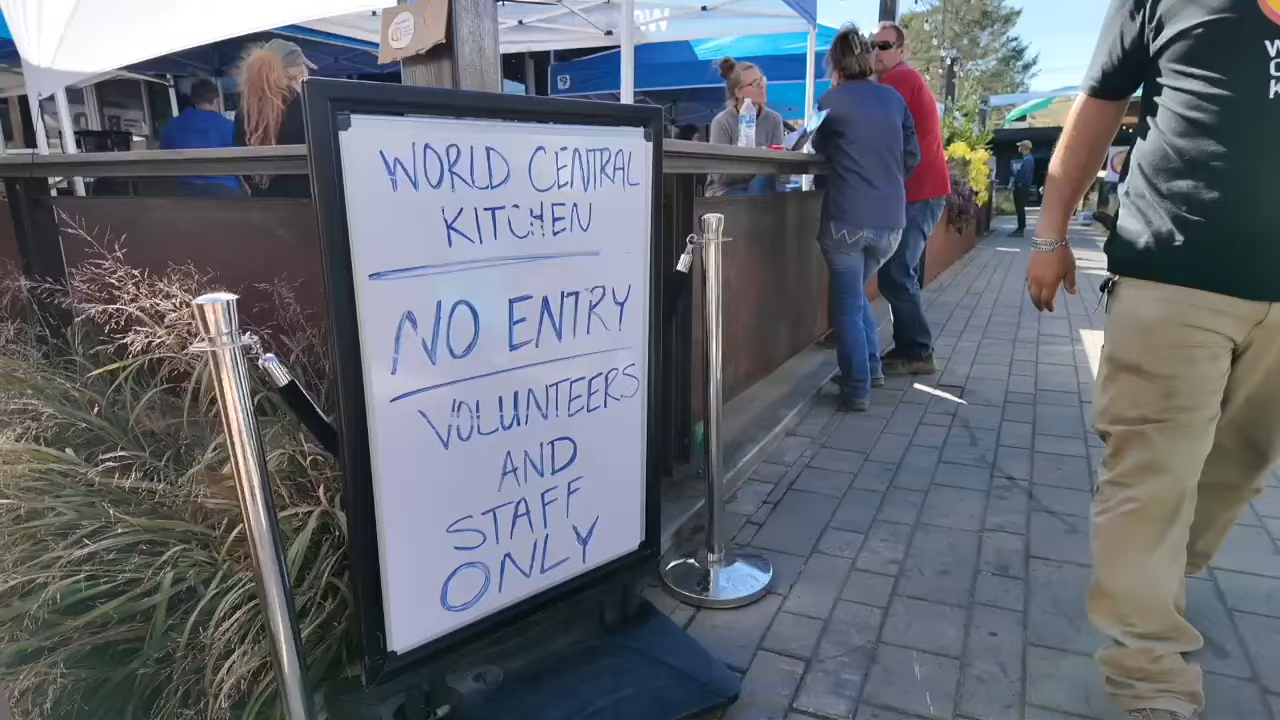 WORLD CENTRAL
KITCHEN
NO ENTRY
VOLUNTEERS
AND
STAFF
ONLY
W
C
K